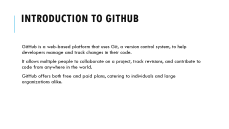 INTRODUCTION TO GITHUB
GitHub is a web-based platform that uses Git, a version control system, to help
developers manage and track changes in their code.
It allows multiple people to collaborate on a project, track revisions, and contribute to
code from anywhere in the world.
GitHub offers both free and paid plans, catering to individuals and large
organizations alike.